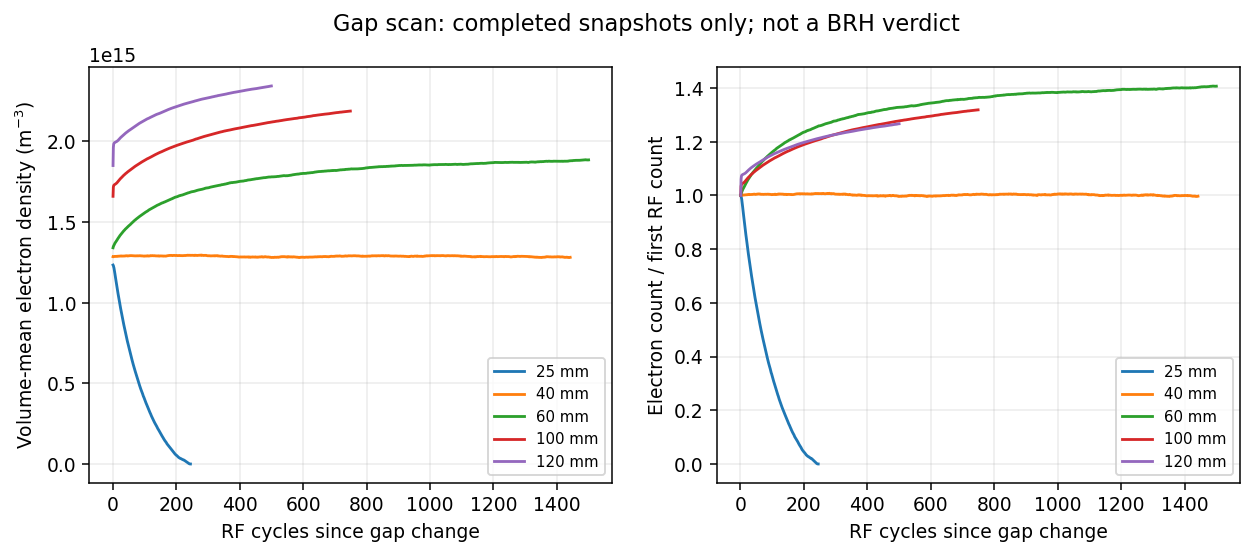 Gap scan: completed snapshots only; not a BRH verdict
1e15
Volume-mean electron density (m⁻³)
2.0
1.5
1.0
0.5
0.0
0 200 400 600 800 1000 1200 1400
RF cycles since gap change
25 mm
40 mm
60 mm
100 mm
120 mm
Electron count / first RF count
1.4
1.2
1.0
0.8
0.6
0.4
0.2
0.0
0 200 400 600 800 1000 1200 1400
RF cycles since gap change
25 mm
40 mm
60 mm
100 mm
120 mm